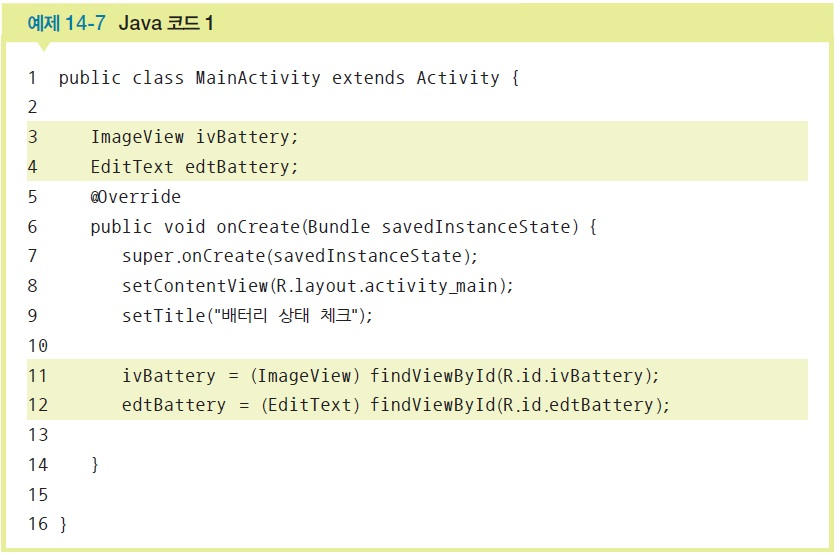 예제 14-7 Java 코드 1
1 public class MainActivity extends Activity {
2
3 ImageView ivBattery;
4 EditText edtBattery;
5 @Override
6 public void onCreate(Bundle savedInstanceState) {
7 super.onCreate(savedInstanceState);
8 setContentView(R.layout.activity_main);
9 setTitle("배터리 상태 체크");
10
11 ivBattery = (ImageView) findViewById(R.id.ivBattery);
12 edtBattery = (EditText) findViewById(R.id.edtBattery);
13
14 }
15
16 }